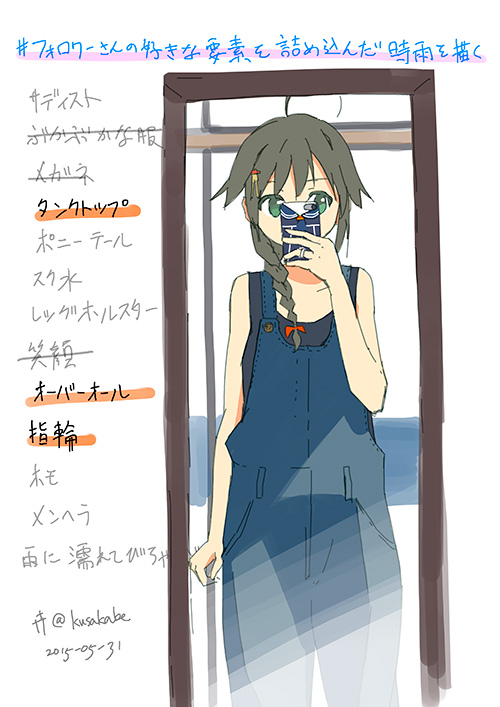 #フォロワーさんの好きな要素を詰め込んだ時雨を描く
サディスト
ぶかぶかな服
メガネ
タンクトップ
ポニーテール
スク水
レッグホルスター
笑顔
オーバーオール
指輪
ホモ
メンヘラ
雨に濡れてびちゃ
@kusakabe
2015-05-31